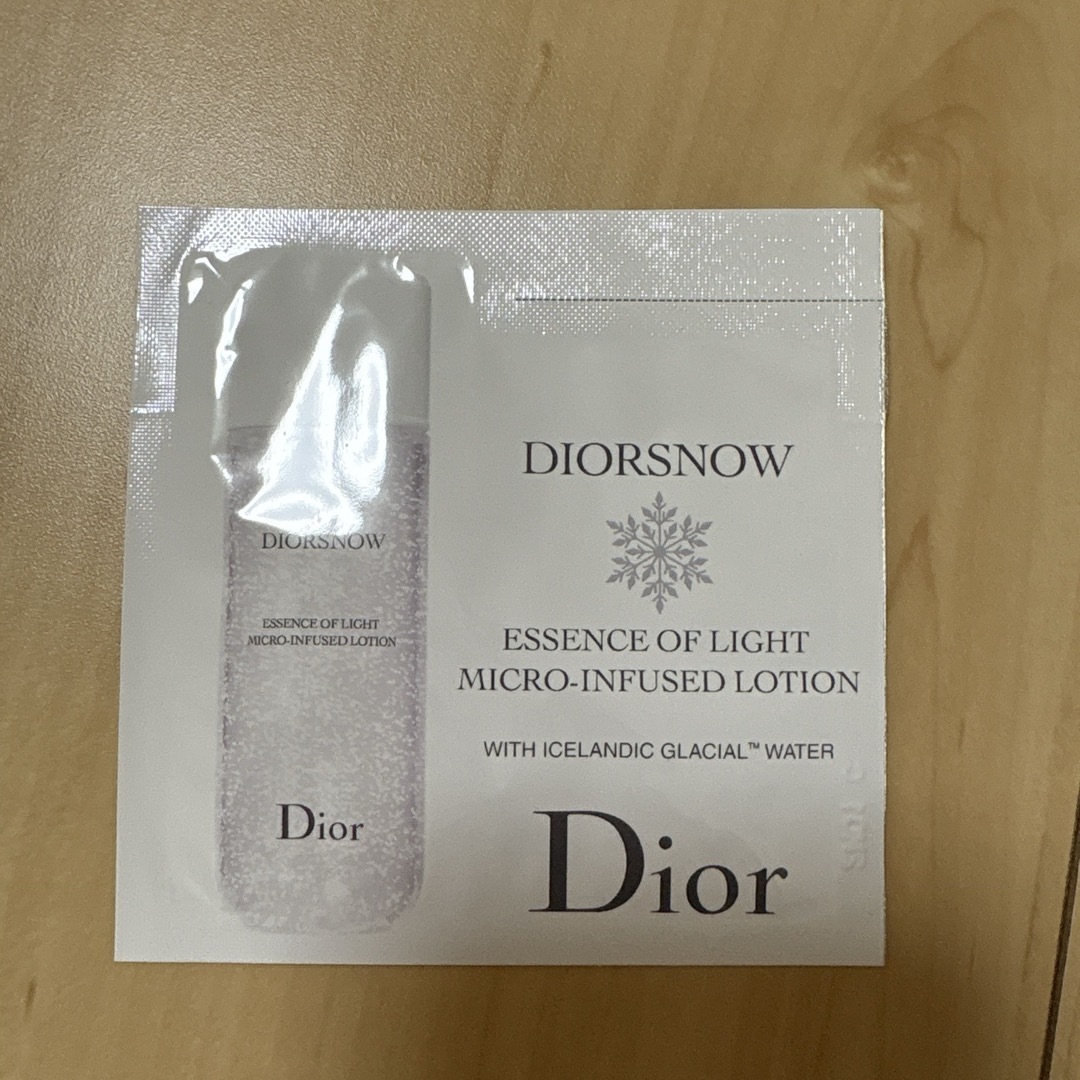 DIORSNOW
ESSENCE OF LIGHT
MICRO-INFUSED LOTION
Dior
DIORSNOW
ESSENCE OF LIGHT
MICRO-INFUSED LOTION
WITH ICELANDIC GLACIAL™ WATER
Dior